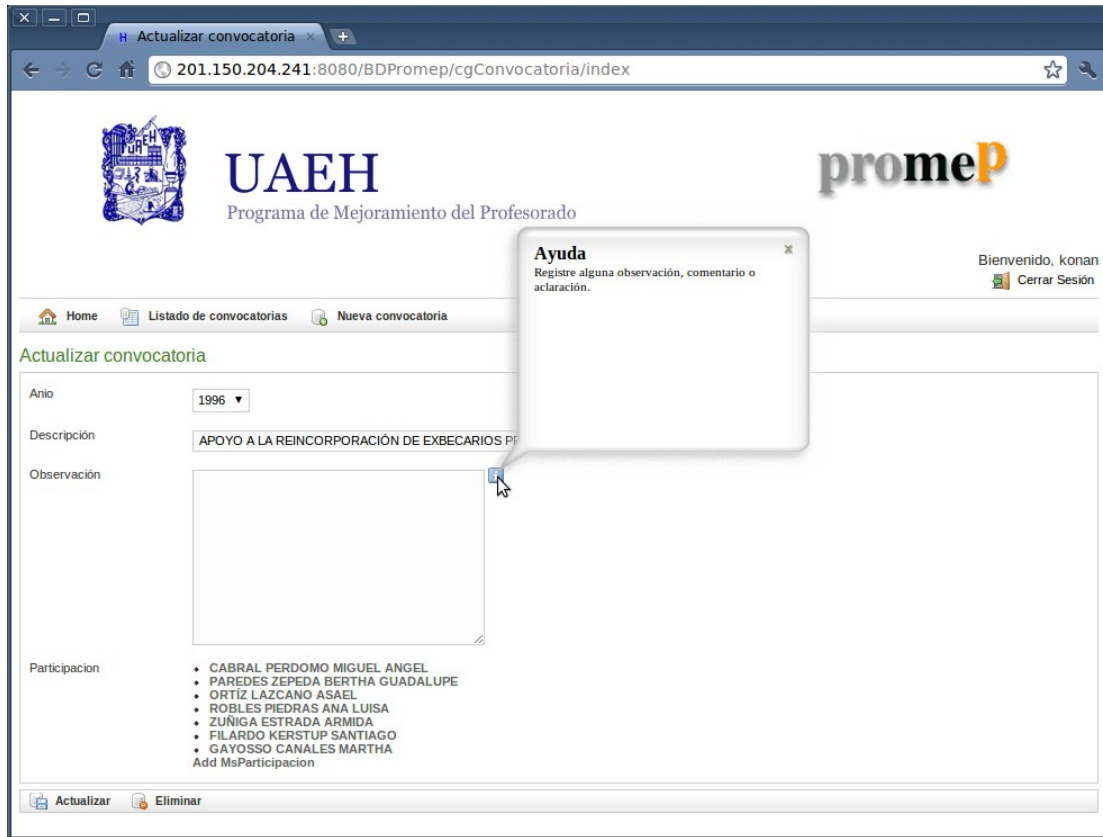 Actualizar convocatoria
201.150.204.241:8080/BDPromep/cgConvocatoria/index
UAEH
UAEH
Programa de Mejoramiento del Profesorado
promep
Bienvenido, konan
Cerrar Sesión
Ayuda
Registre alguna observación, comentario o
aclaración.
Home Listado de convocatorias Nueva convocatoria
Actualizar convocatoria
Anio 1996
Descripción APOYO A LA REINCORPORACIÓN DE EXBECARIOS
Observación
Participacion
CABRAL PERDOMO MIGUEL ANGEL
PAREDES ZEPEDA BERTHA GUADALUPE
ORTÍZ LAZCANO ASAEL
ROBLES PIEDRAS ANA LUISA
ZUÑIGA ESTRADA ARMIDA
FILARDO KERSTUP SANTIAGO
GAYOSSO CANALES MARTHA
Add MsParticipacion
Actualizar Eliminar